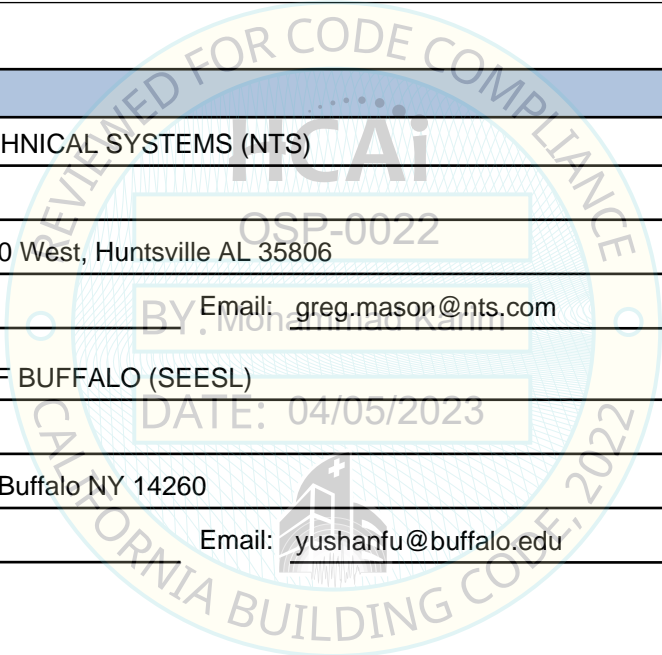 REVIEWED FOR CODE COMPLIANCE
HCAi
HNICAL SYSTEMS (NTS)
OSP-0022
0 West, Huntsville AL 35806
Email: greg.mason@nts.com
BY: Mohammad Karim
F BUFFALO (SEESL)
DATE: 04/05/2023
Buffalo NY 14260
Email: yushanfu@buffalo.edu
CALIFORNIA BUILDING CODE, 2022